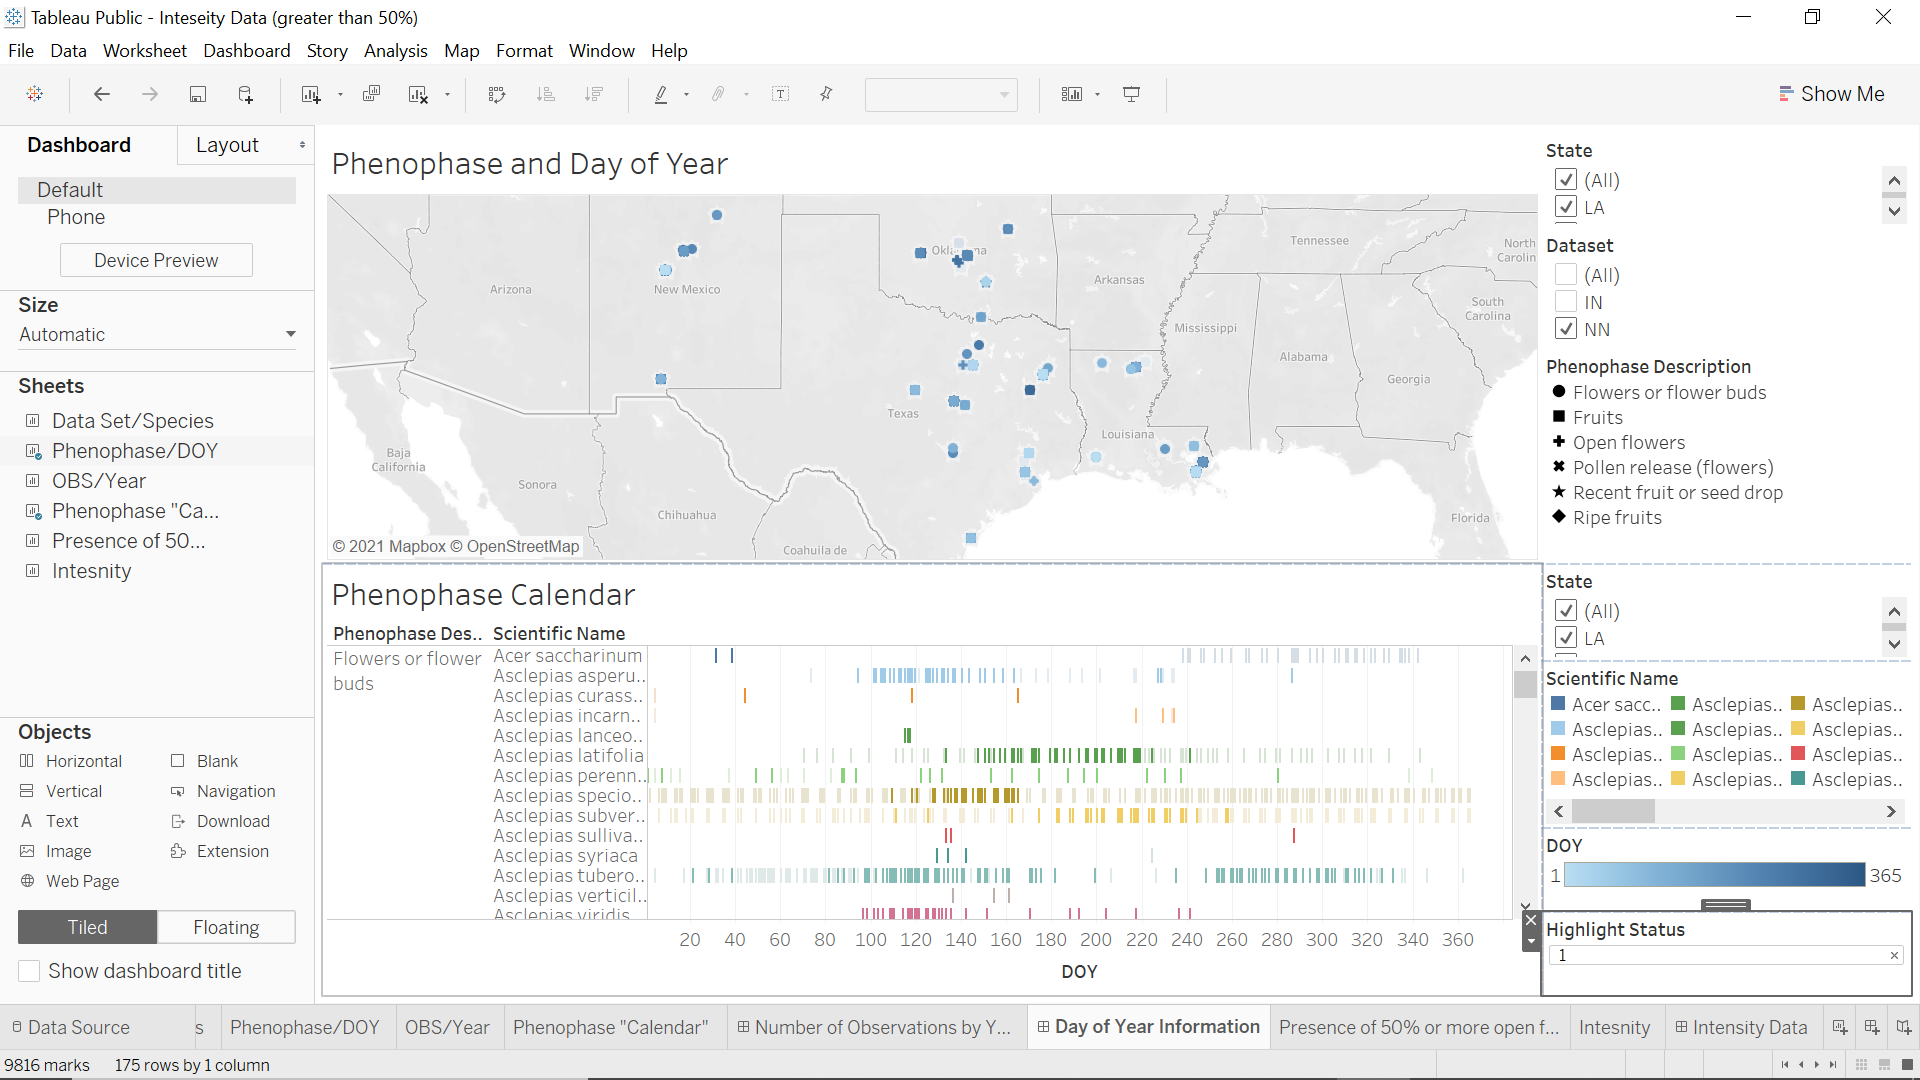 Tableau Public - Inteseity Data (greater than 50%)
File Data Worksheet Dashboard Story Analysis Map Format Window Help
Show Me
Dashboard
Layout
Default
Phone
Device Preview
Size
Automatic
Sheets
Data Set/Species
Phenophase/DOY
OBS/Year
Phenophase "Ca...
Presence of 50...
Intesnity
Objects
Horizontal
Blank
Vertical
Navigation
Text
Download
Image
Extension
Web Page
Tiled
Floating
Show dashboard title
Phenophase and Day of Year
Arizona
New Mexico
Oklahoma
Texas
Arkansas
Louisiana
Tennessee
Mississippi
Alabama
Georgia
North
Carolin
South
Carolina
Florida
Baja
California
Sonora
Chihuahua
Coahuila de
© 2021 Mapbox © OpenStreetMap
State
(All)
LA
Dataset
(All)
IN
NN
Phenophase Description
Flowers or flower buds
Fruits
Open flowers
Pollen release (flowers)
Recent fruit or seed drop
Ripe fruits
Phenophase Calendar
Phenophase Des..
Scientific Name
Flowers or flower
buds
Acer saccharinum
Asclepias asperu..
Asclepias curass..
Asclepias incarn..
Asclepias lanceo..
Asclepias latifolia
Asclepias perenn..
Asclepias specio..
Asclepias subver..
Asclepias sulliva..
Asclepias syriaca
Asclepias tubero..
Asclepias verticil..
Asclepias viridis
20 40 60 80 100 120 140 160 180 200 220 240 260 280 300 320 340 360
DOY
State
(All)
LA
Scientific Name
Acer sacc.. Asclepias.. Asclepias..
Asclepias.. Asclepias.. Asclepias..
Asclepias.. Asclepias.. Asclepias..
Asclepias.. Asclepias.. Asclepias..
DOY
1 365
Highlight Status
1
Data Source
s
Phenophase/DOY
OBS/Year
Phenophase "Calendar"
Number of Observations by Y...
Day of Year Information
Presence of 50% or more open f...
Intesnity
Intensity Data
9816 marks 175 rows by 1 column